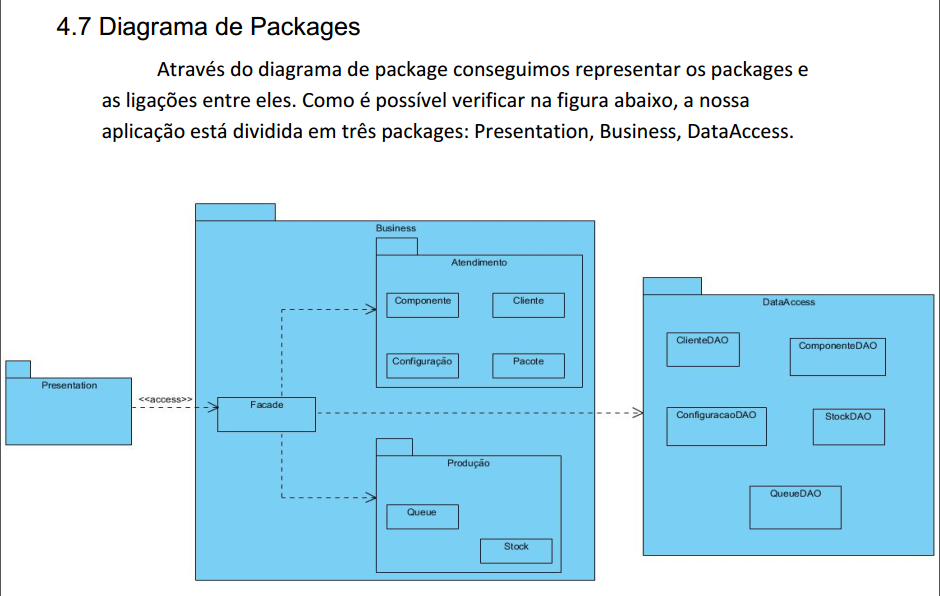 4.7 Diagrama de Packages
Através do diagrama de package conseguimos representar os packages e
as ligações entre eles. Como é possível verificar na figura abaixo, a nossa
aplicação está dividida em três packages: Presentation, Business, DataAccess.
Business
Atendimento
Componente
Cliente
Configuração
Pacote
DataAccess
ClienteDAO
ComponenteDAO
ConfiguracaoDAO
StockDAO
QueueDAO
Presentation
<<access>>
Facade
Produção
Queue
Stock